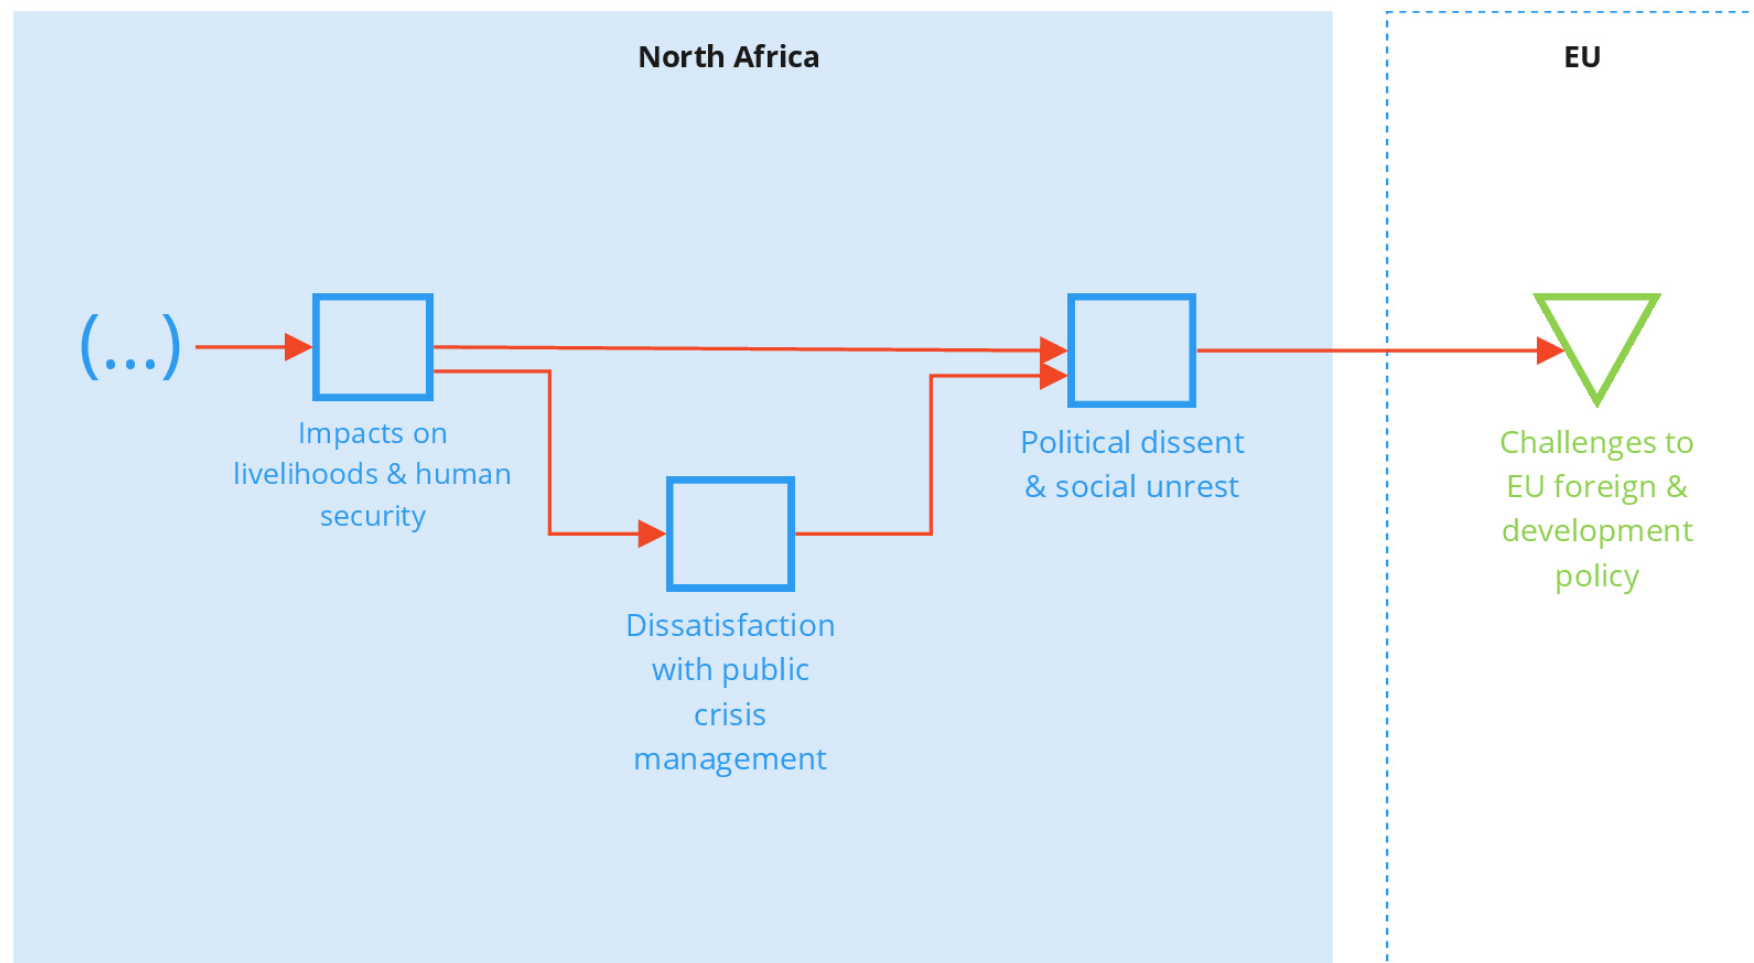 North Africa
EU
(...)
Impacts on
livelihoods & human
security
Dissatisfaction
with public
crisis
management
Political dissent
& social unrest
Challenges to
EU foreign &
development
policy